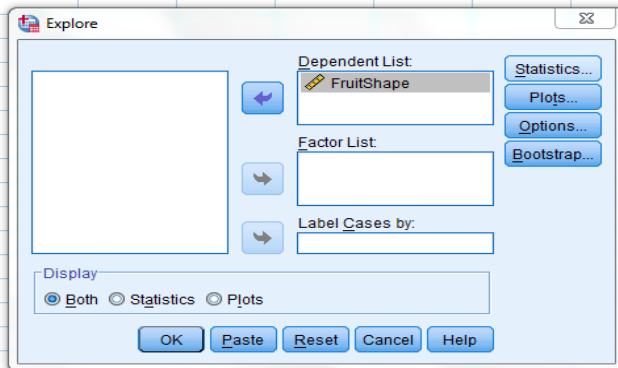 Explore
Dependent List:
FruitShape
Factor List:
Label Cases by:
Statistics...
Plots...
Options...
Bootstrap...
Display
Both Statistics Plots
OK Paste Reset Cancel Help